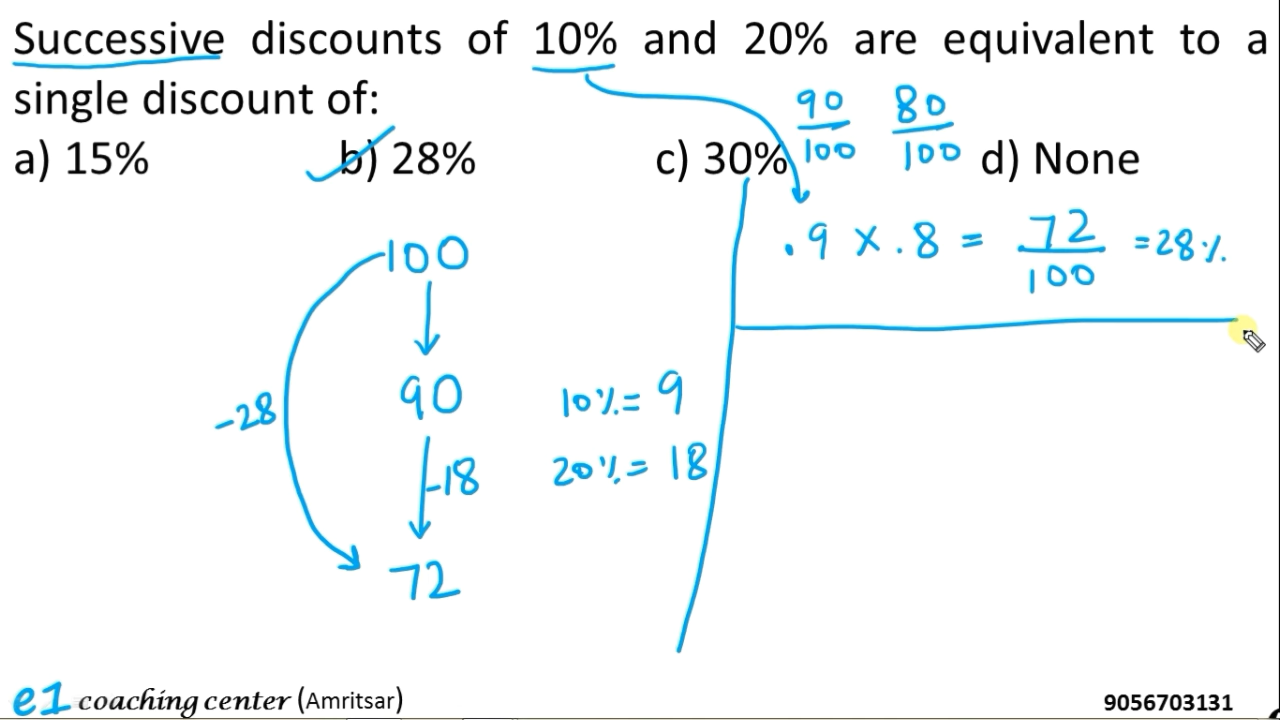 Successive discounts of 10% and 20% are equivalent to a
single discount of:
90/100 80/100
a) 15% b) 28% c) 30% d) None
100
.9 × .8 = 72/100 = 28%
90
10% = 9
-28
-18
20% = 18
72
e1 coaching center (Amritsar) 9056703131